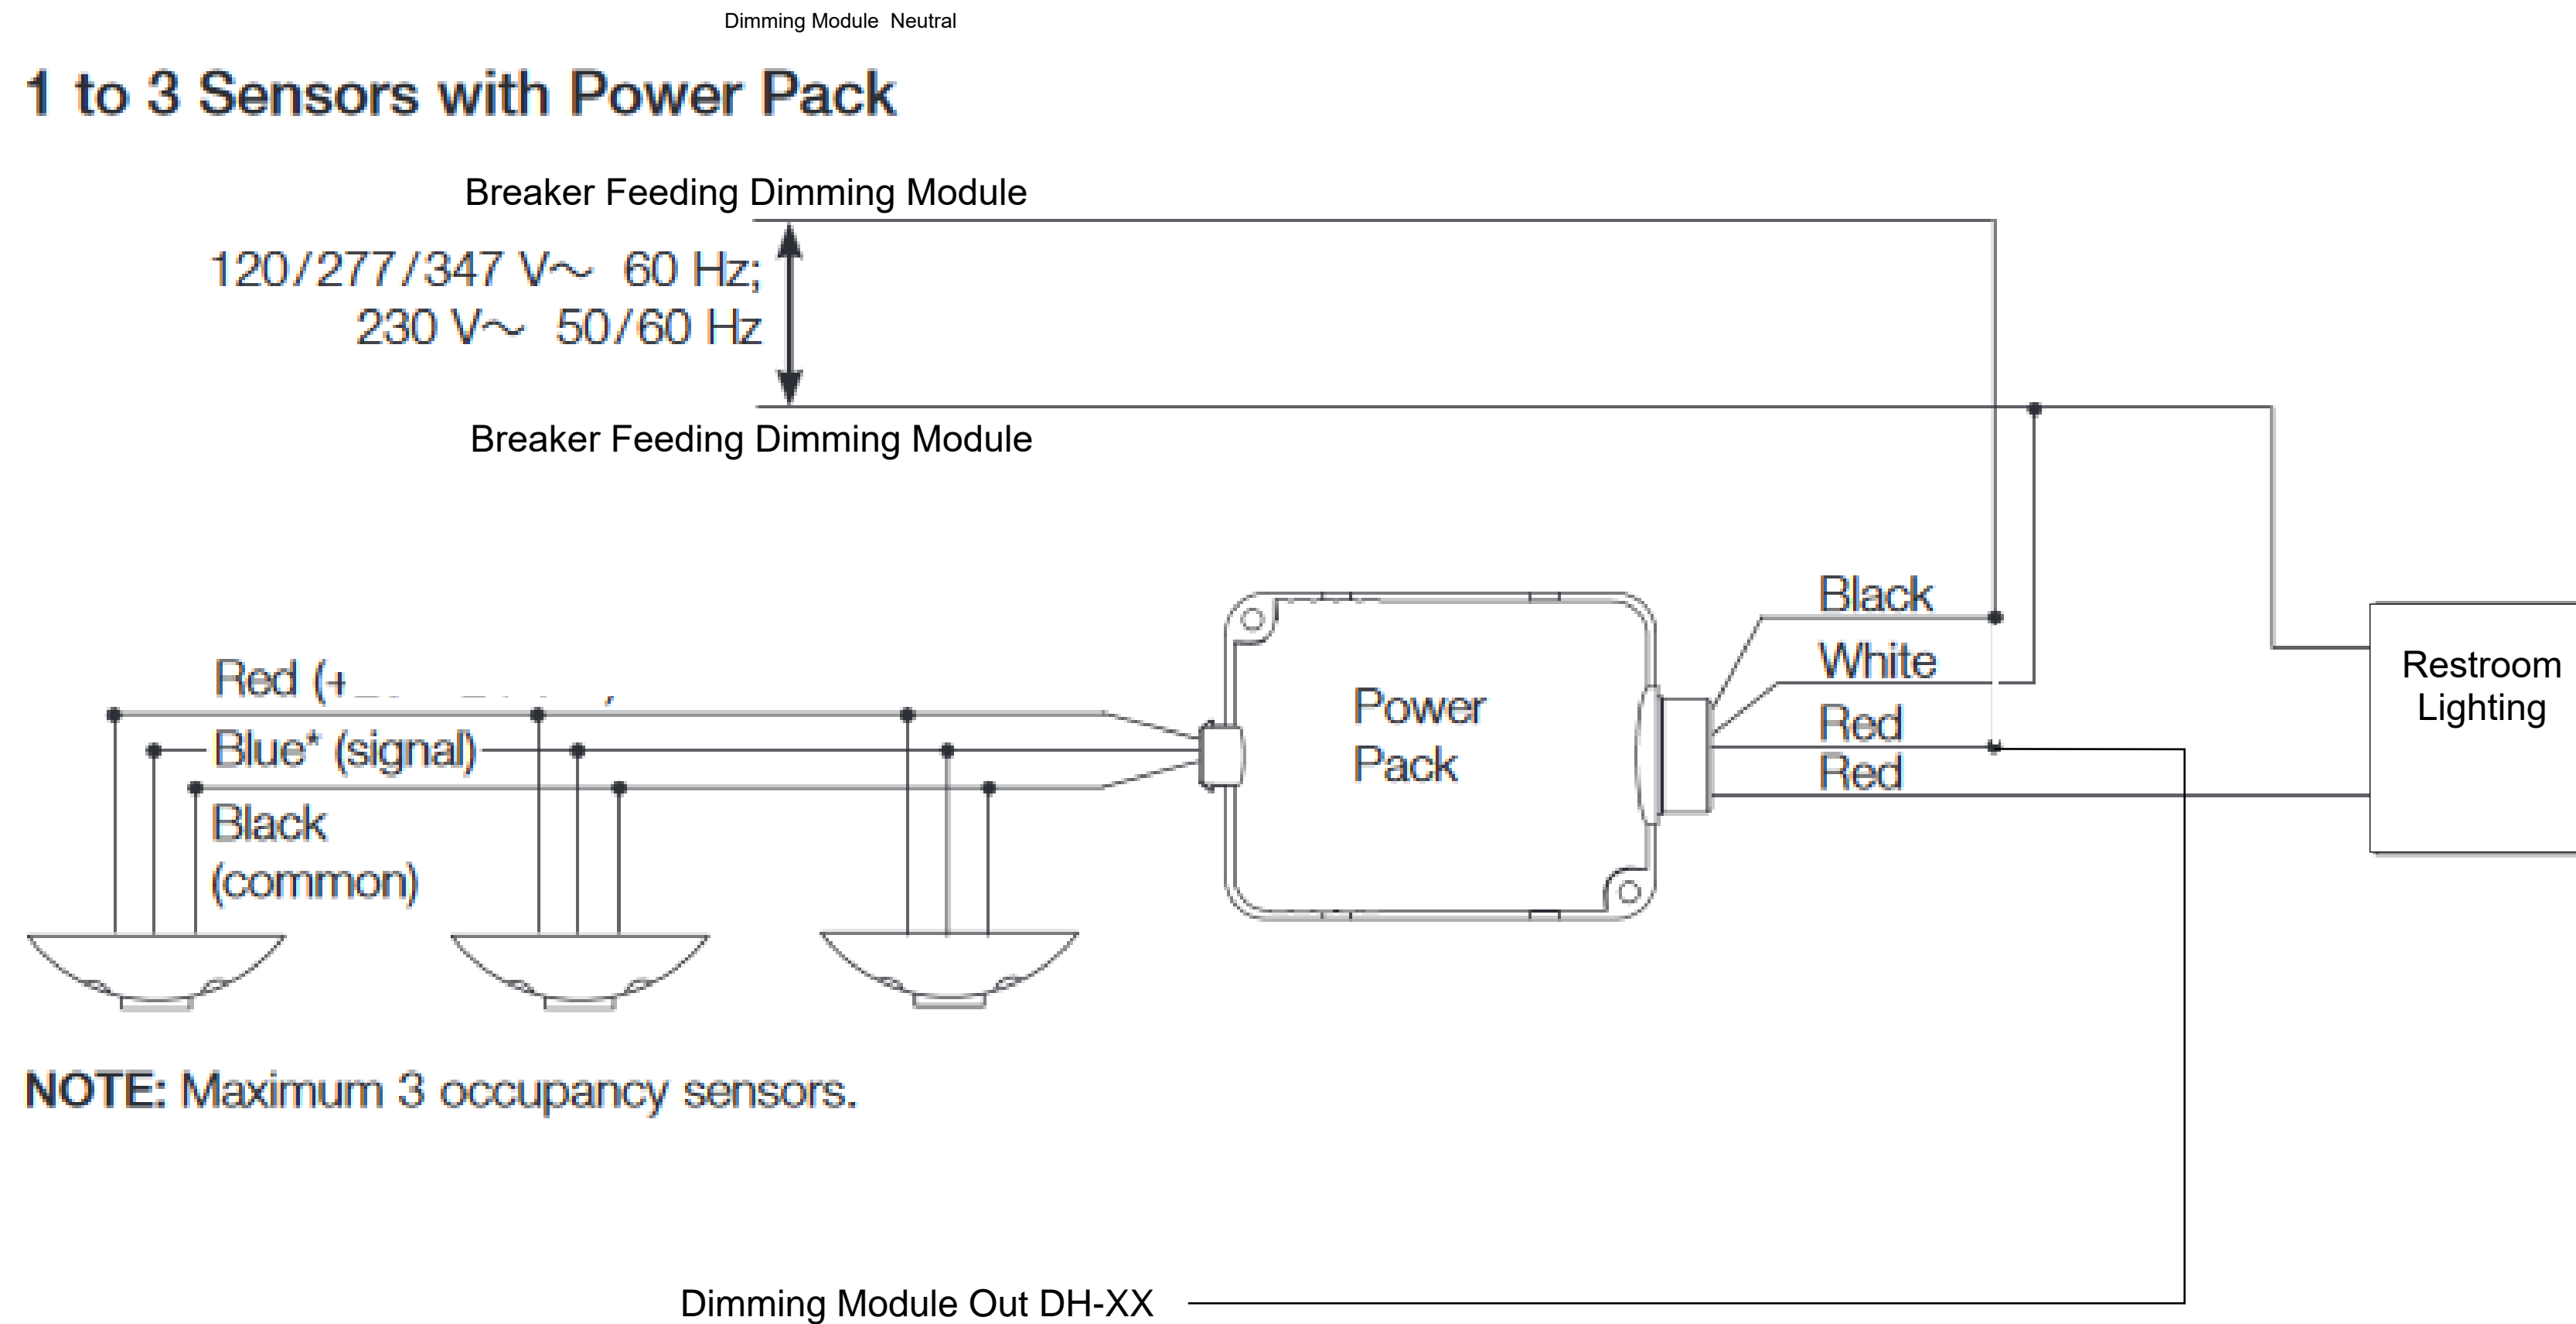 Dimming Module  Neutral
1 to 3 Sensors with Power Pack
Breaker Feeding Dimming Module
120/277/347 V～ 60 Hz;
230 V～ 50/60 Hz
Breaker Feeding Dimming Module
Black
White
Red
Red
Restroom
Lighting
Power
Pack
Red (+
Blue* (signal)
Black
(common)
NOTE: Maximum 3 occupancy sensors.
Dimming Module Out DH-XX